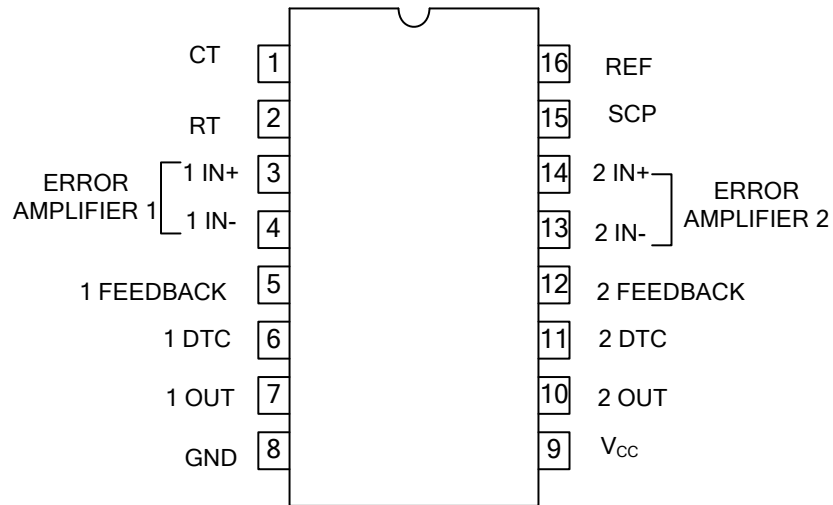 CT 1 16 REF
RT 2 15 SCP
ERROR AMPLIFIER 1
1 IN+ 3 14 2 IN+
1 IN- 4 13 2 IN-
ERROR AMPLIFIER 2
1 FEEDBACK 5 12 2 FEEDBACK
1 DTC 6 11 2 DTC
1 OUT 7 10 2 OUT
GND 8 9 VCC